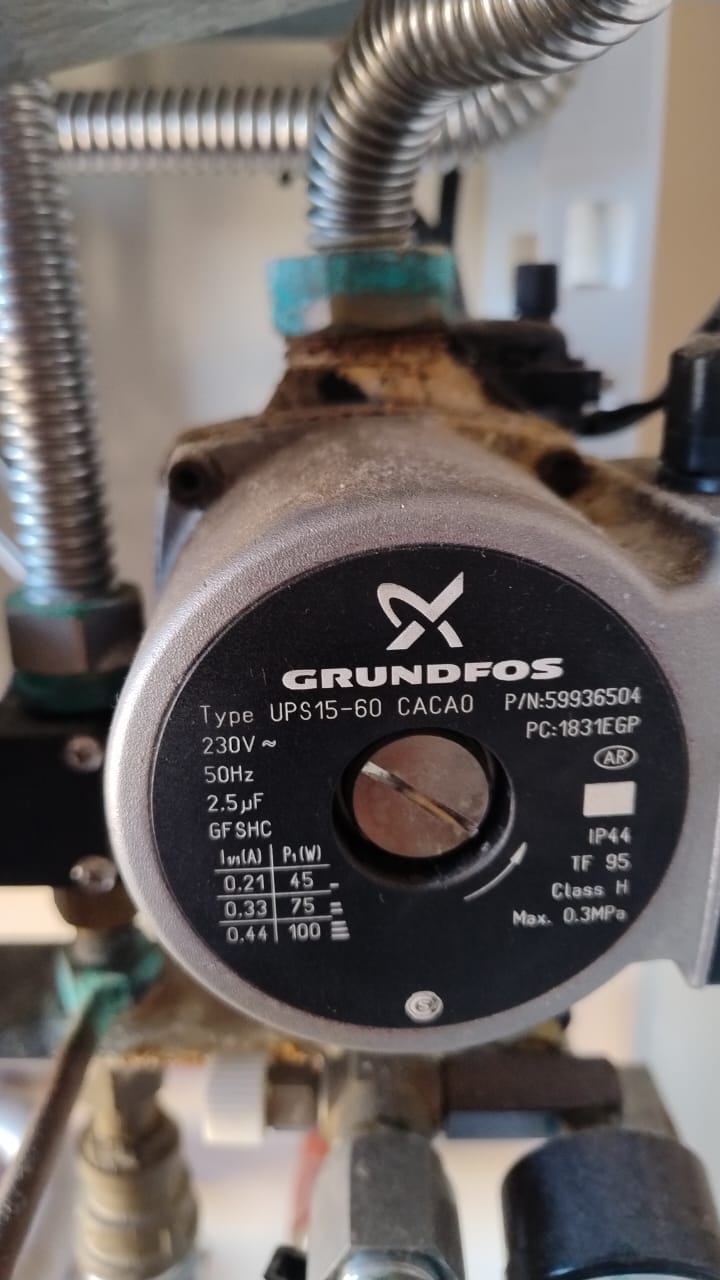 GRUNDFOS
Type UPS15-60 CACAO P/N:59936504
PC:1831EGP
230V ~
50Hz
2.5µF
GFSHC
AR
IP44
TF 95
Class H
Max. 0.3MPa
I1/1(A) P1(W)
0.21 45
0.33 75
0.44 100